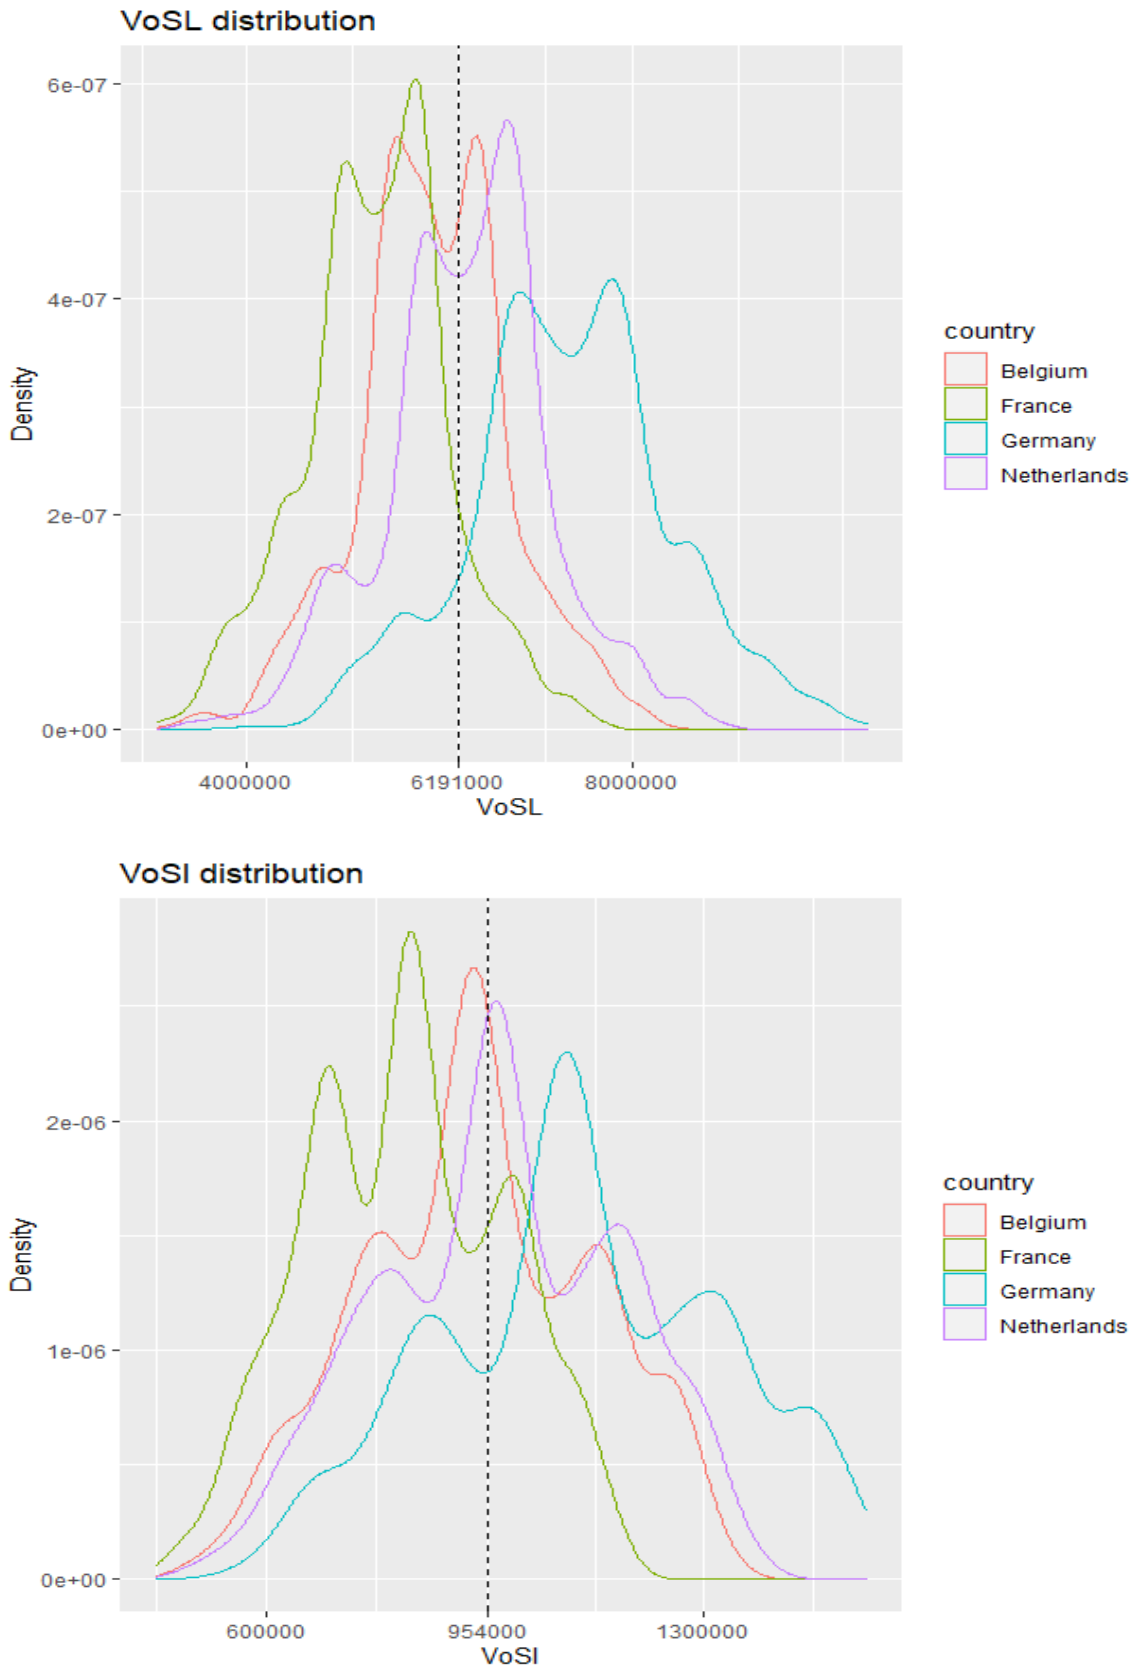 VoSL distribution
6e-07
4e-07
2e-07
0e+00
Density
4000000 6191000 8000000
VoSL
country
Belgium
France
Germany
Netherlands
VoSI distribution
2e-06
1e-06
0e+00
Density
600000 954000 1300000
VoSI
country
Belgium
France
Germany
Netherlands